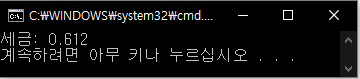 C:₩WINDOWS₩system32₩cmd....
세금: 0.612
계속하려면 아무 키나 누르십시오 . . .